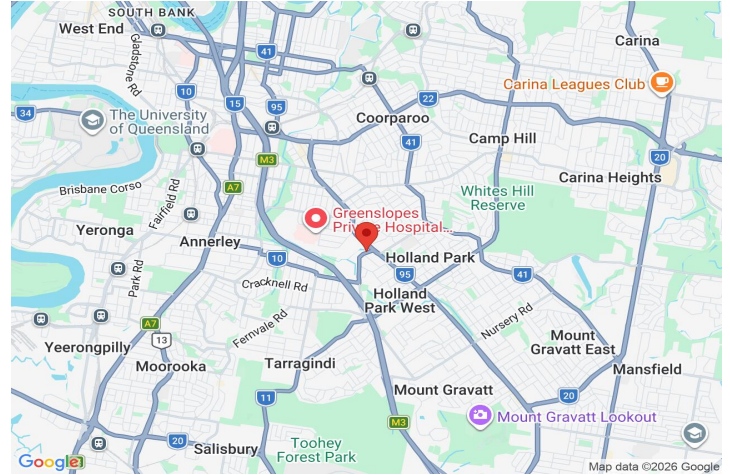 SOUTH BANK
West End
Gladstone Rd
41
Carina
Carina Leagues Club
10
15
95
22
34
The University
of Queensland
Coorparoo
41
Camp Hill
20
M3
Carina Heights
A7
Brisbane Corso
Fairfield Rd
Whites Hill
Reserve
Greenslopes
Private Hospital...
Yeronga
Annerley
Holland Park
10
95
41
Park Rd
Cracknell Rd
Holland
Park West
Nursery Rd
Fernvale Rd
A7
13
Yeerongpilly
Mount
Gravatt East
Moorooka
Tarragindi
Mansfield
11
Mount Gravatt
20
Mount Gravatt Lookout
M3
20
Salisbury
Toohey
Forest Park
Google
Map data ©2026 Google